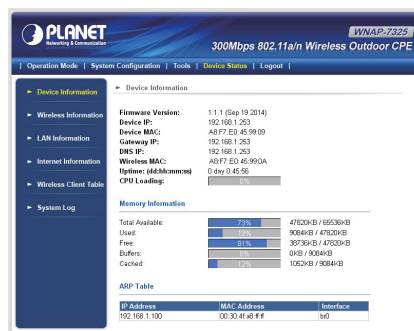 PLANET
Networking & Communication
WNAP-7325
300Mbps 802.11a/n Wireless Outdoor CPE
| Operation Mode | System Configuration | Tools | Device Status | Logout |
Device Information
Wireless Information
LAN Information
Internet Information
Wireless Client Table
System Log
Device Information
Firmware Version: 1.1.1 (Sep 19 2014)
Device IP: 192.168.1.253
Device MAC: A8:F7:E0:45:99:09
Gateway IP: 192.168.1.253
DNS IP: 192.168.1.253
Wireless MAC: A8:F7:E0:45:99:0A
Uptime: (dd:hh:mm:ss) 0 day 0:45:56
CPU Loading: 0%
Memory Information
Total Available: 73% 47820KB / 65536KB
Used: 19% 9084KB / 47820KB
Free: 81% 38736KB / 47820KB
Buffers: 0% 0KB / 9084KB
Cached: 12% 1052KB / 9084KB
ARP Table
IP Address MAC Address Interface
192.168.1.100 00:30:4f:a8:ff:ff br0